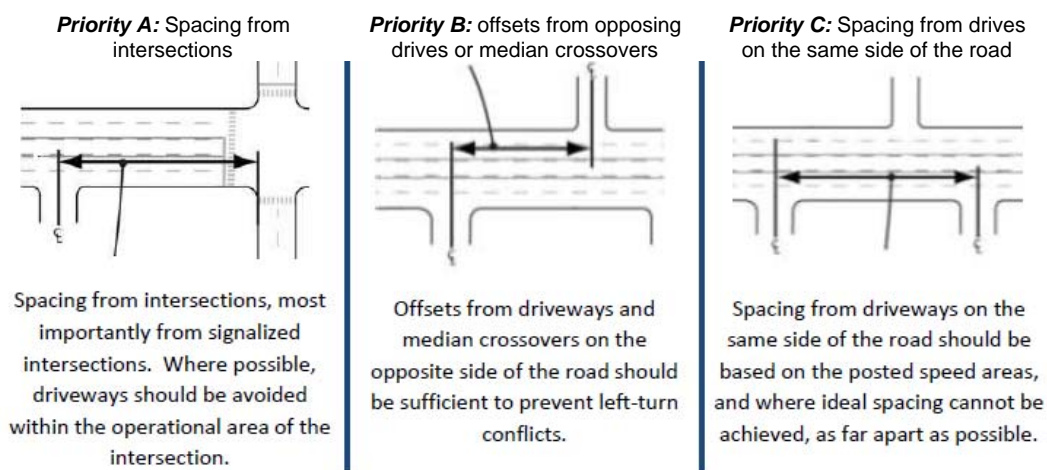 Priority A: Spacing from
intersections
Spacing from intersections, most
importantly from signalized
intersections. Where possible,
driveways should be avoided
within the operational area of the
intersection.
Priority B: offsets from opposing
drives or median crossovers
Offsets from driveways and
median crossovers on the
opposite side of the road should
be sufficient to prevent left-turn
conflicts.
Priority C: Spacing from drives
on the same side of the road
Spacing from driveways on the
same side of the road should be
based on the posted speed areas,
and where ideal spacing cannot be
achieved, as far apart as possible.